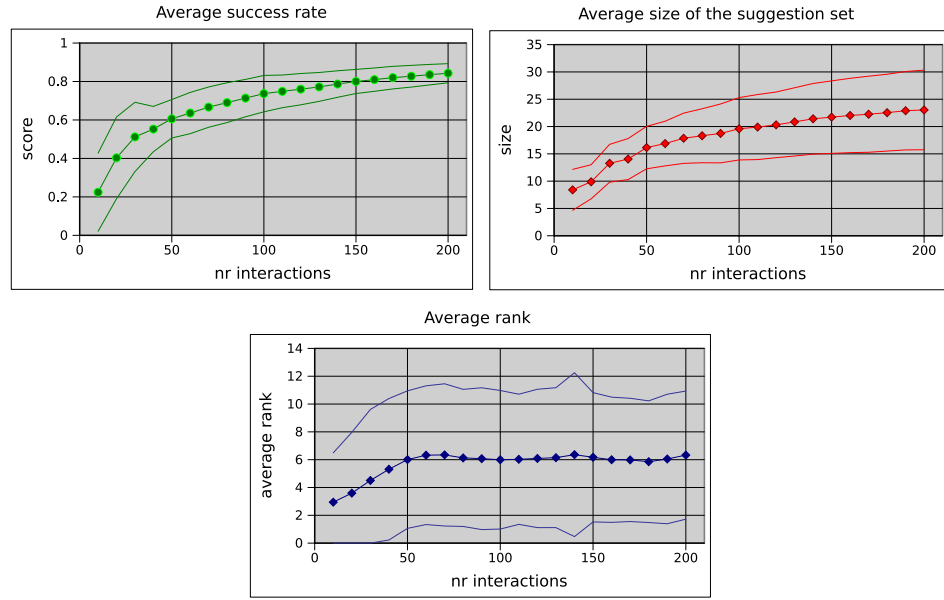 Average success rate
1
0.8
0.6
0.4
0.2
0
score
0 50 100 150 200
nr interactions
Average size of the suggestion set
35
30
25
20
15
10
5
0
size
0 50 100 150 200
nr interactions
Average rank
14
12
10
8
6
4
2
0
average rank
0 50 100 150 200
nr interactions